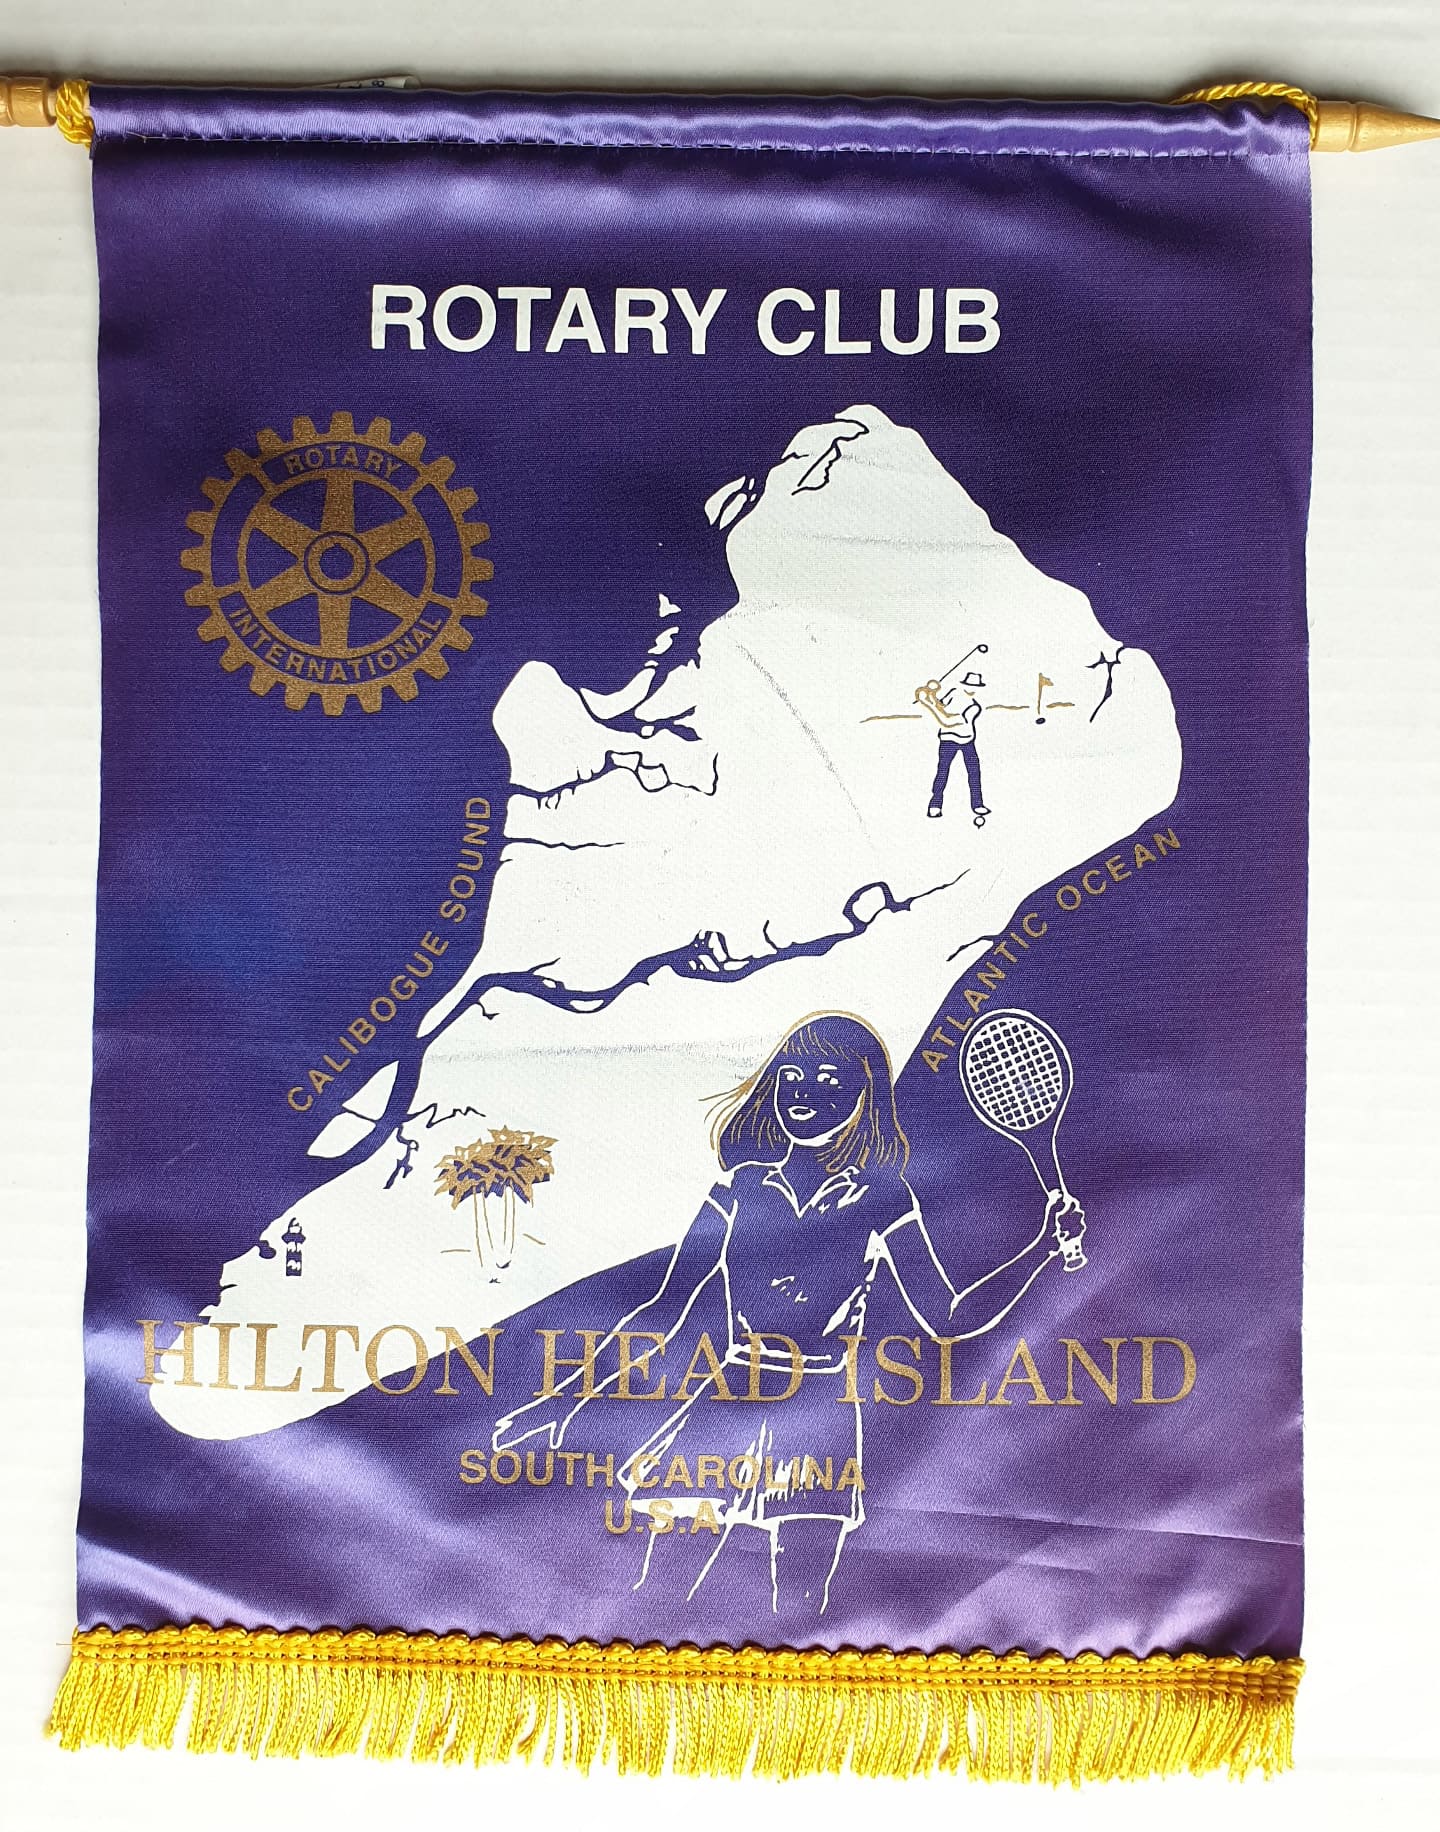 ROTARY CLUB
ROTARY
INTERNATIONAL
CALIBOGUE SOUND
ATLANTIC OCEAN
HILTON HEAD ISLAND
SOUTH CAROLINA
U.S.A